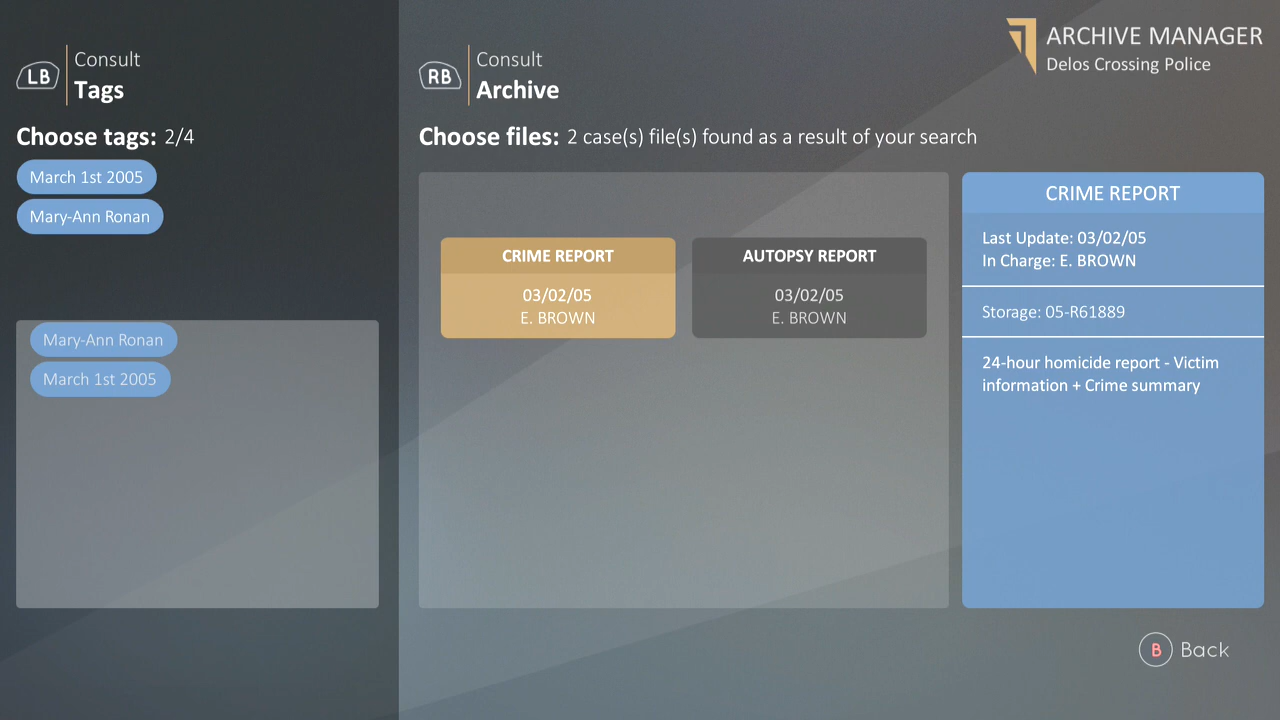 LB
Consult
Tags
Choose tags: 2/4
March 1st 2005
Mary-Ann Ronan
Mary-Ann Ronan
March 1st 2005
RB
Consult
Archive
ARCHIVE MANAGER
Delos Crossing Police
Choose files: 2 case(s) file(s) found as a result of your search
CRIME REPORT
03/02/05
E. BROWN
AUTOPSY REPORT
03/02/05
E. BROWN
CRIME REPORT
Last Update: 03/02/05
In Charge: E. BROWN
Storage: 05-R61889
24-hour homicide report - Victim
information + Crime summary
B Back